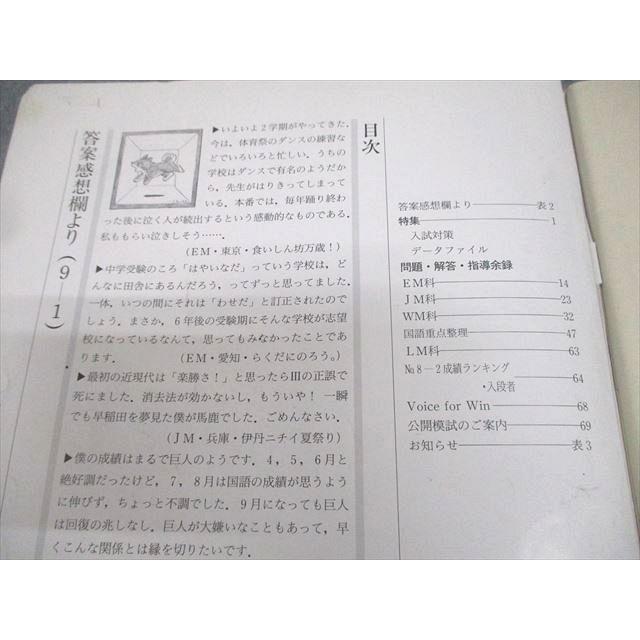 答案感想欄より(9―1)
▶いよいよ2学期がやってきた.
今は,体育祭のダンスの練習な
どでいろいろと忙しい.うちの
学校はダンスで有名のようだか
ら,先生がはりきってしまって
いる.本番では,毎年踊り終わ
った後に泣く人が続出するという感動的なものである.
私ももらい泣きしそう……,
(EM・東京・食いしん坊万歳!)
▶中学受験のころ「はやいなだ」っていう学校は,ど
んなに田舎にあるんだろう,ってずっと思ってました.
一体,いつの間にそれは「わせだ」と訂正されたので
しょう.まさか,6年後の受験期にそんな学校が志望
校になっているなんて,思ってもみなかったことであ
ります.(EM・愛知・らくだにのろう。)
▶最初の近現代は「楽勝さ!」と思ったらⅢの正誤で
死にました.消去法が効かないし,もういや! 一瞬
でも早稲田を夢見た僕が馬鹿でした.ごめんなさい.
(JM・兵庫・伊丹ニチイ夏祭り)
▶僕の成績はまるで巨人のようです.4,5,6月と
絶好調だったけど,7,8月は国語の成績が思うよう
に伸びず,ちょっと不調でした.9月になっても巨人
は回復の兆しなし.巨人が大嫌いなこともあって,早
くこんな関係とは縁を切りたいです.
目次
答案感想欄より――表2
特集――1
入試対策
データファイル
問題・解答・指導余録
EM科――14
JM科――23
WM科――32
国語重点整理――47
LM科――63
№8−2成績ランキング
・入段者――64
Voice for Win――68
公開模試のご案内――69
お知らせ――表3